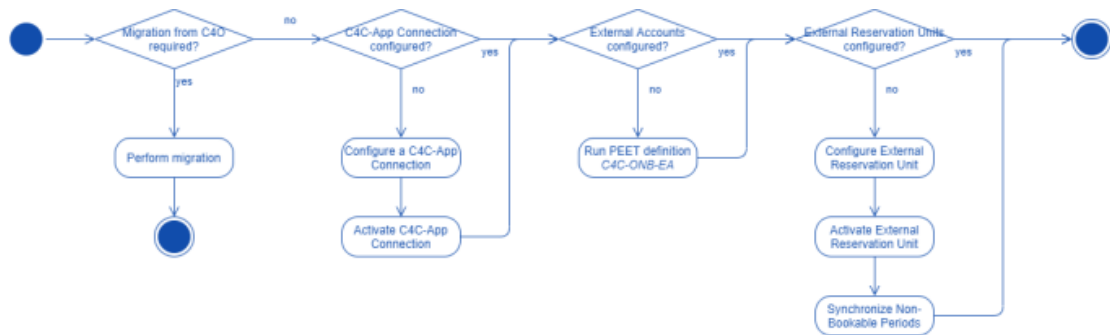 Migration from C4O
required?
no
C4C-App Connection
configured?
yes
External Accounts
configured?
yes
External Reservation Units
configured?
yes
yes
no
no
no
Perform migration
Configure a C4C-App
Connection
Run PEET definition
C4C-ONB-EA
Configure External
Reservation Unit
Activate C4C-App
Connection
Activate External
Reservation Unit
Synchronize Non-
Bookable Periods